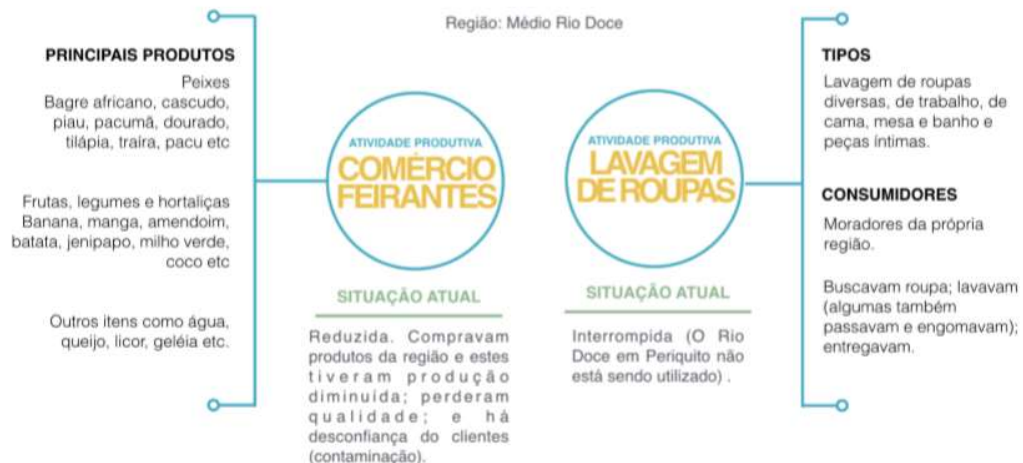 Região: Médio Rio Doce
PRINCIPAIS PRODUTOS
Peixes
Bagre africano, cascudo,
piau, pacumã, dourado,
tilápia, traíra, pacu etc
Frutas, legumes e hortaliças
Banana, manga, amendoim,
batata, jenipapo, milho verde,
coco etc
Outros itens como água,
queijo, licor, geléia etc.
ATIVIDADE PRODUTIVA
COMÉRCIO
FEIRANTES
SITUAÇÃO ATUAL
Reduzida. Compravam
produtos da região e estes
tiveram produção
diminuída; perderam
qualidade; e há
desconfiança do clientes
(contaminação).
ATIVIDADE PRODUTIVA
LAVAGEM
DE ROUPAS
SITUAÇÃO ATUAL
Interrompida (O Rio
Doce em Periquito não
está sendo utilizado) .
TIPOS
Lavagem de roupas
diversas, de trabalho, de
cama, mesa e banho e
peças íntimas.
CONSUMIDORES
Moradores da própria
região.
Buscavam roupa; lavavam
(algumas também
passavam e engomavam);
entregavam.